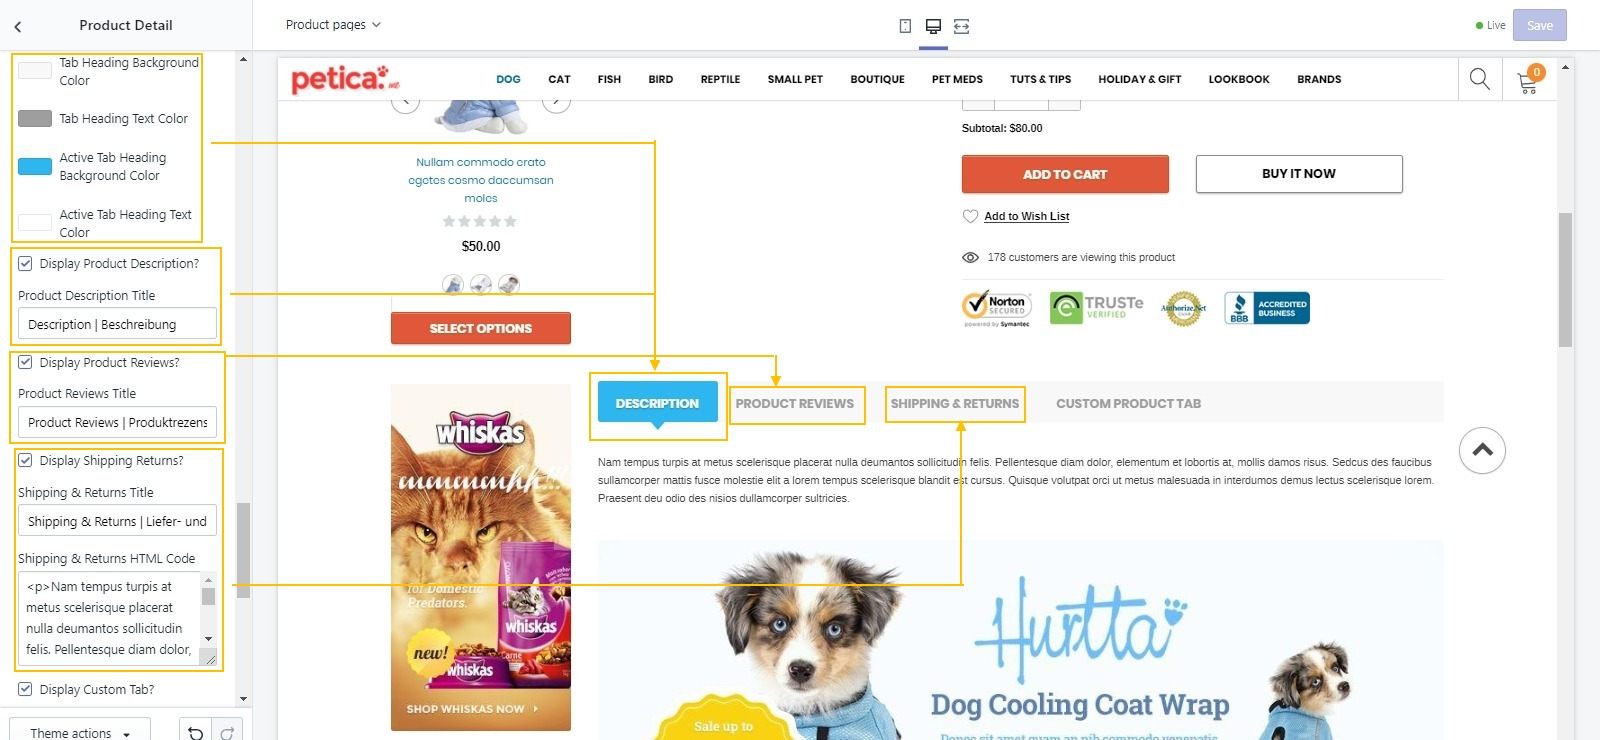 Product Detail
Product pages
Live
Save
Tab Heading Background
Color
Tab Heading Text Color
Active Tab Heading
Background Color
Active Tab Heading Text
Color
Display Product Description?
Product Description Title
Description | Beschreibung
Display Product Reviews?
Product Reviews Title
Product Reviews | Produktrezens
Display Shipping Returns?
Shipping & Returns Title
Shipping & Returns | Liefer- und
Shipping & Returns HTML Code
<p>Nam tempus turpis at
metus scelerisque placerat
nulla deumantos sollicitudin
felis. Pellentesque diam dolor,
Display Custom Tab?
Theme actions
petica.
DOG CAT FISH BIRD REPTILE SMALL PET BOUTIQUE PET MEDS TUTS & TIPS HOLIDAY & GIFT LOOKBOOK BRANDS
0
Nullam commodo erato
egetes cosmo daccumsan
moles
$50.00
SELECT OPTIONS
Subtotal: $80.00
ADD TO CART
BUY IT NOW
Add to Wish List
178 customers are viewing this product
Norton
SECURED
powered by Symantec
TRUSTe
VERIFIED
Authorize.Net
BBB
ACCREDITED
BUSINESS
whiskas
mmmmhh!!!
for Domestic
Predators.
whiskas
Carne
new!
whiskas
SHOP WHISKAS NOW
DESCRIPTION PRODUCT REVIEWS SHIPPING & RETURNS CUSTOM PRODUCT TAB
Nam tempus turpis at metus scelerisque placerat nulla deumantos sollicitudin felis. Pellentesque diam dolor, elementum et lobortis at, mollis damos risus. Sedcus des faucibus
sullamcorper mattis fusce molestie elit a lorem tempus scelerisque blandit est cursus. Quisque volutpat orci ut metus malesuada in interdumos demus lectus scelerisque lorem.
Praesent deu odio des nisios dullamcorper sultricies.
Hurtta
Dog Cooling Coat Wrap
Donec sit amet quam an nib commodo venenatis
Sale up to